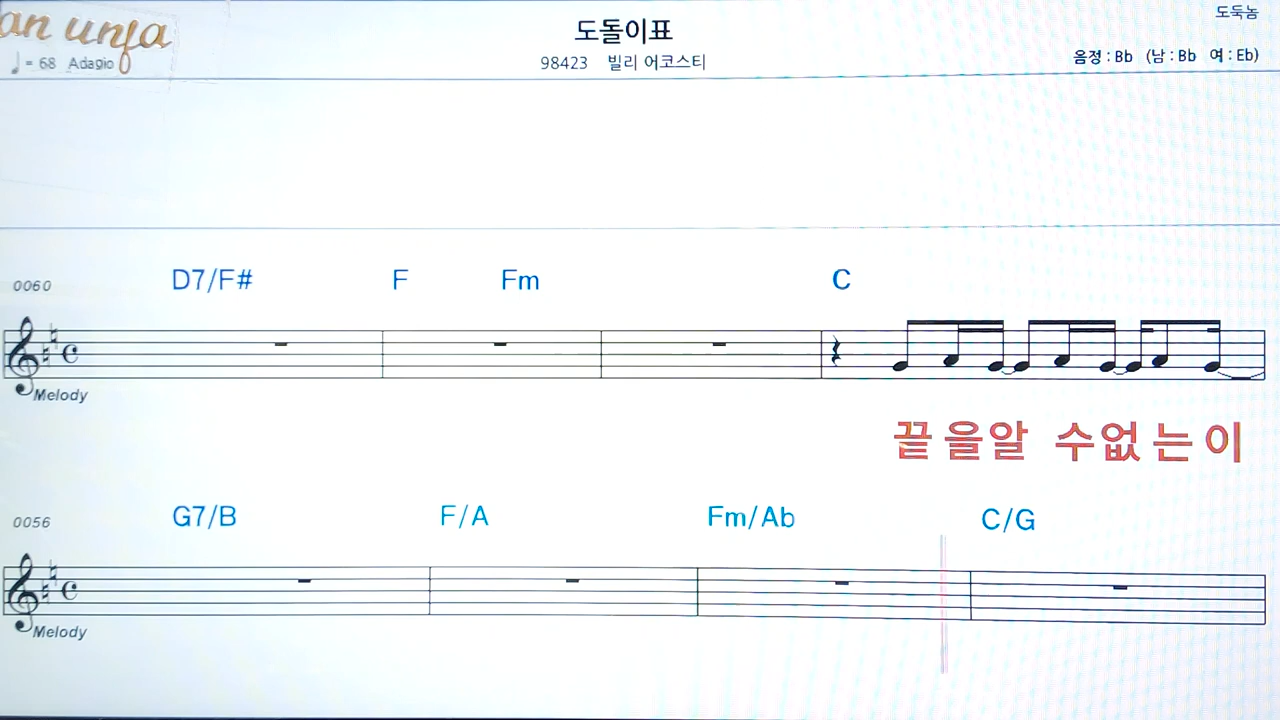 an unfa
도돌이표
도둑놈
♩ = 68 Adagio
98423 빌리 어코스티
음정 : Bb (남 : Bb 여 : Eb)
0060
D7/F# F Fm C
Melody
끝을알 수없는이
0056
G7/B F/A Fm/Ab C/G
Melody